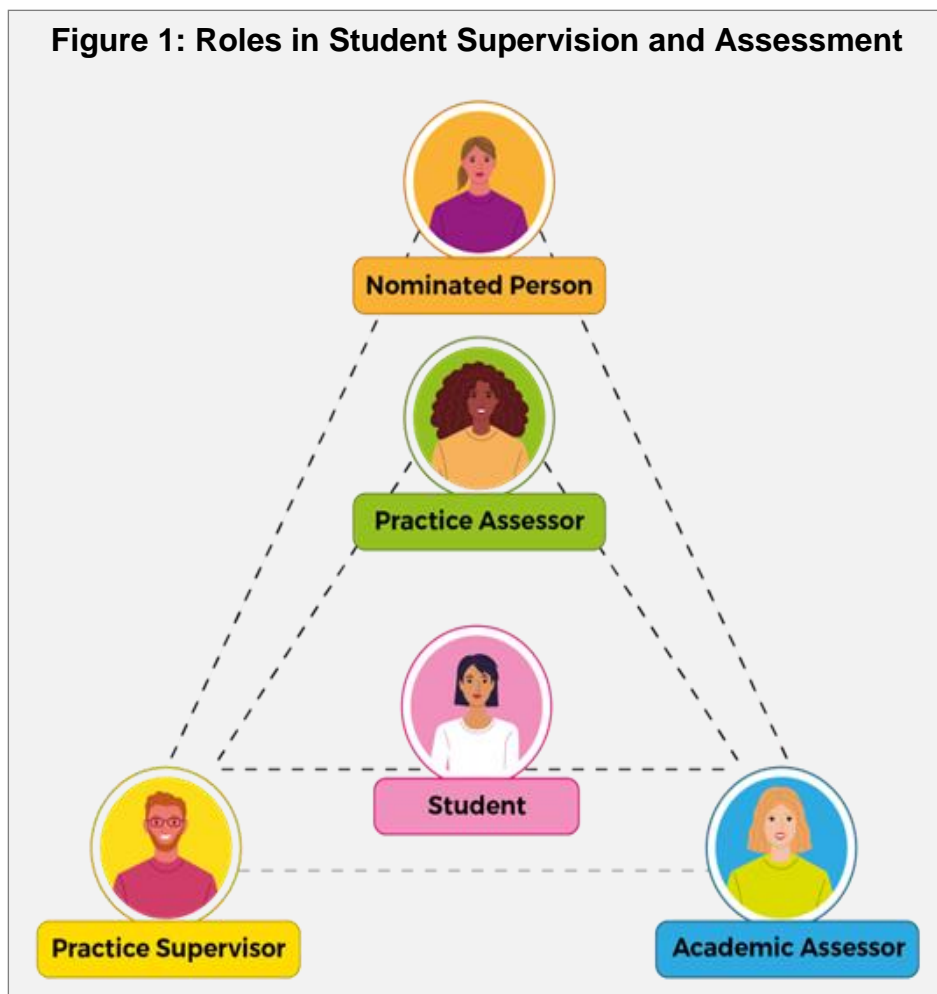 Figure 1: Roles in Student Supervision and Assessment
Nominated Person
Practice Assessor
Student
Practice Supervisor
Academic Assessor